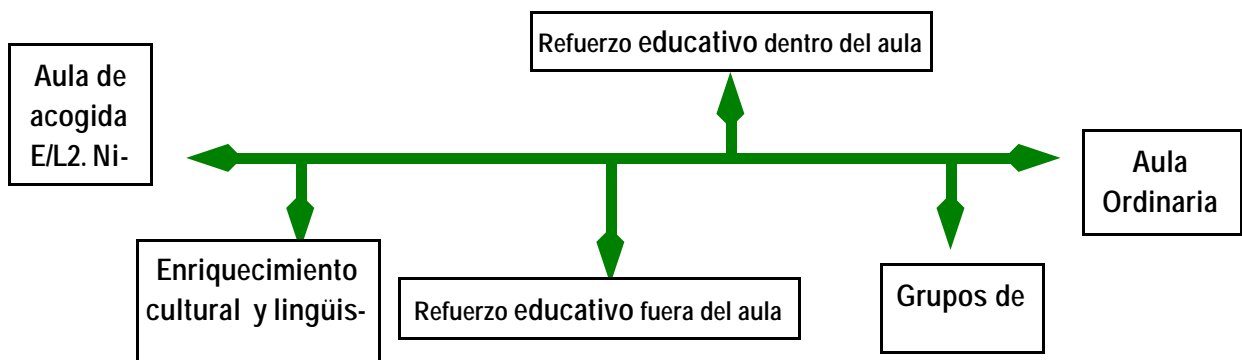 Refuerzo educativo dentro del aula
Aula de
acogida
E/L2. Ni-
Aula
Ordinaria
Enriquecimiento
cultural y lingüis-
Refuerzo educativo fuera del aula
Grupos de